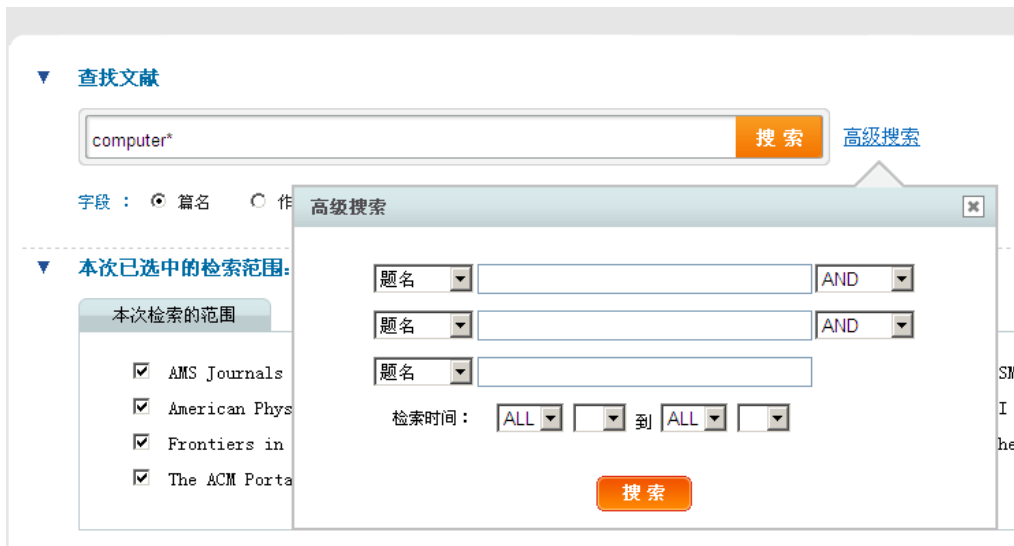 查找文献
computer*
搜 索
高级搜索
字段 ： 篇名
高级搜索
题名 AND
题名 AND
题名
检索时间： ALL 到 ALL
搜 索
本次已选中的检索范围:
本次检索的范围
AMS Journals
American Phys
Frontiers in
The ACM Porta